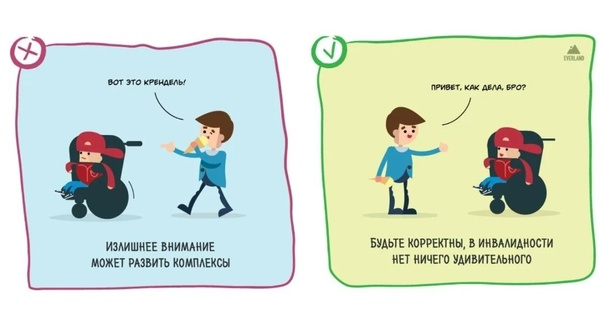 ВОТ ЭТО КРЕНДЕЛЬ!
ИЗЛИШНЕЕ ВНИМАНИЕ
МОЖЕТ РАЗВИТЬ КОМПЛЕКСЫ
EVERLAND
ПРИВЕТ, КАК ДЕЛА, БРО?
БУДЬТЕ КОРРЕКТНЫ, В ИНВАЛИДНОСТИ
НЕТ НИЧЕГО УДИВИТЕЛЬНОГО